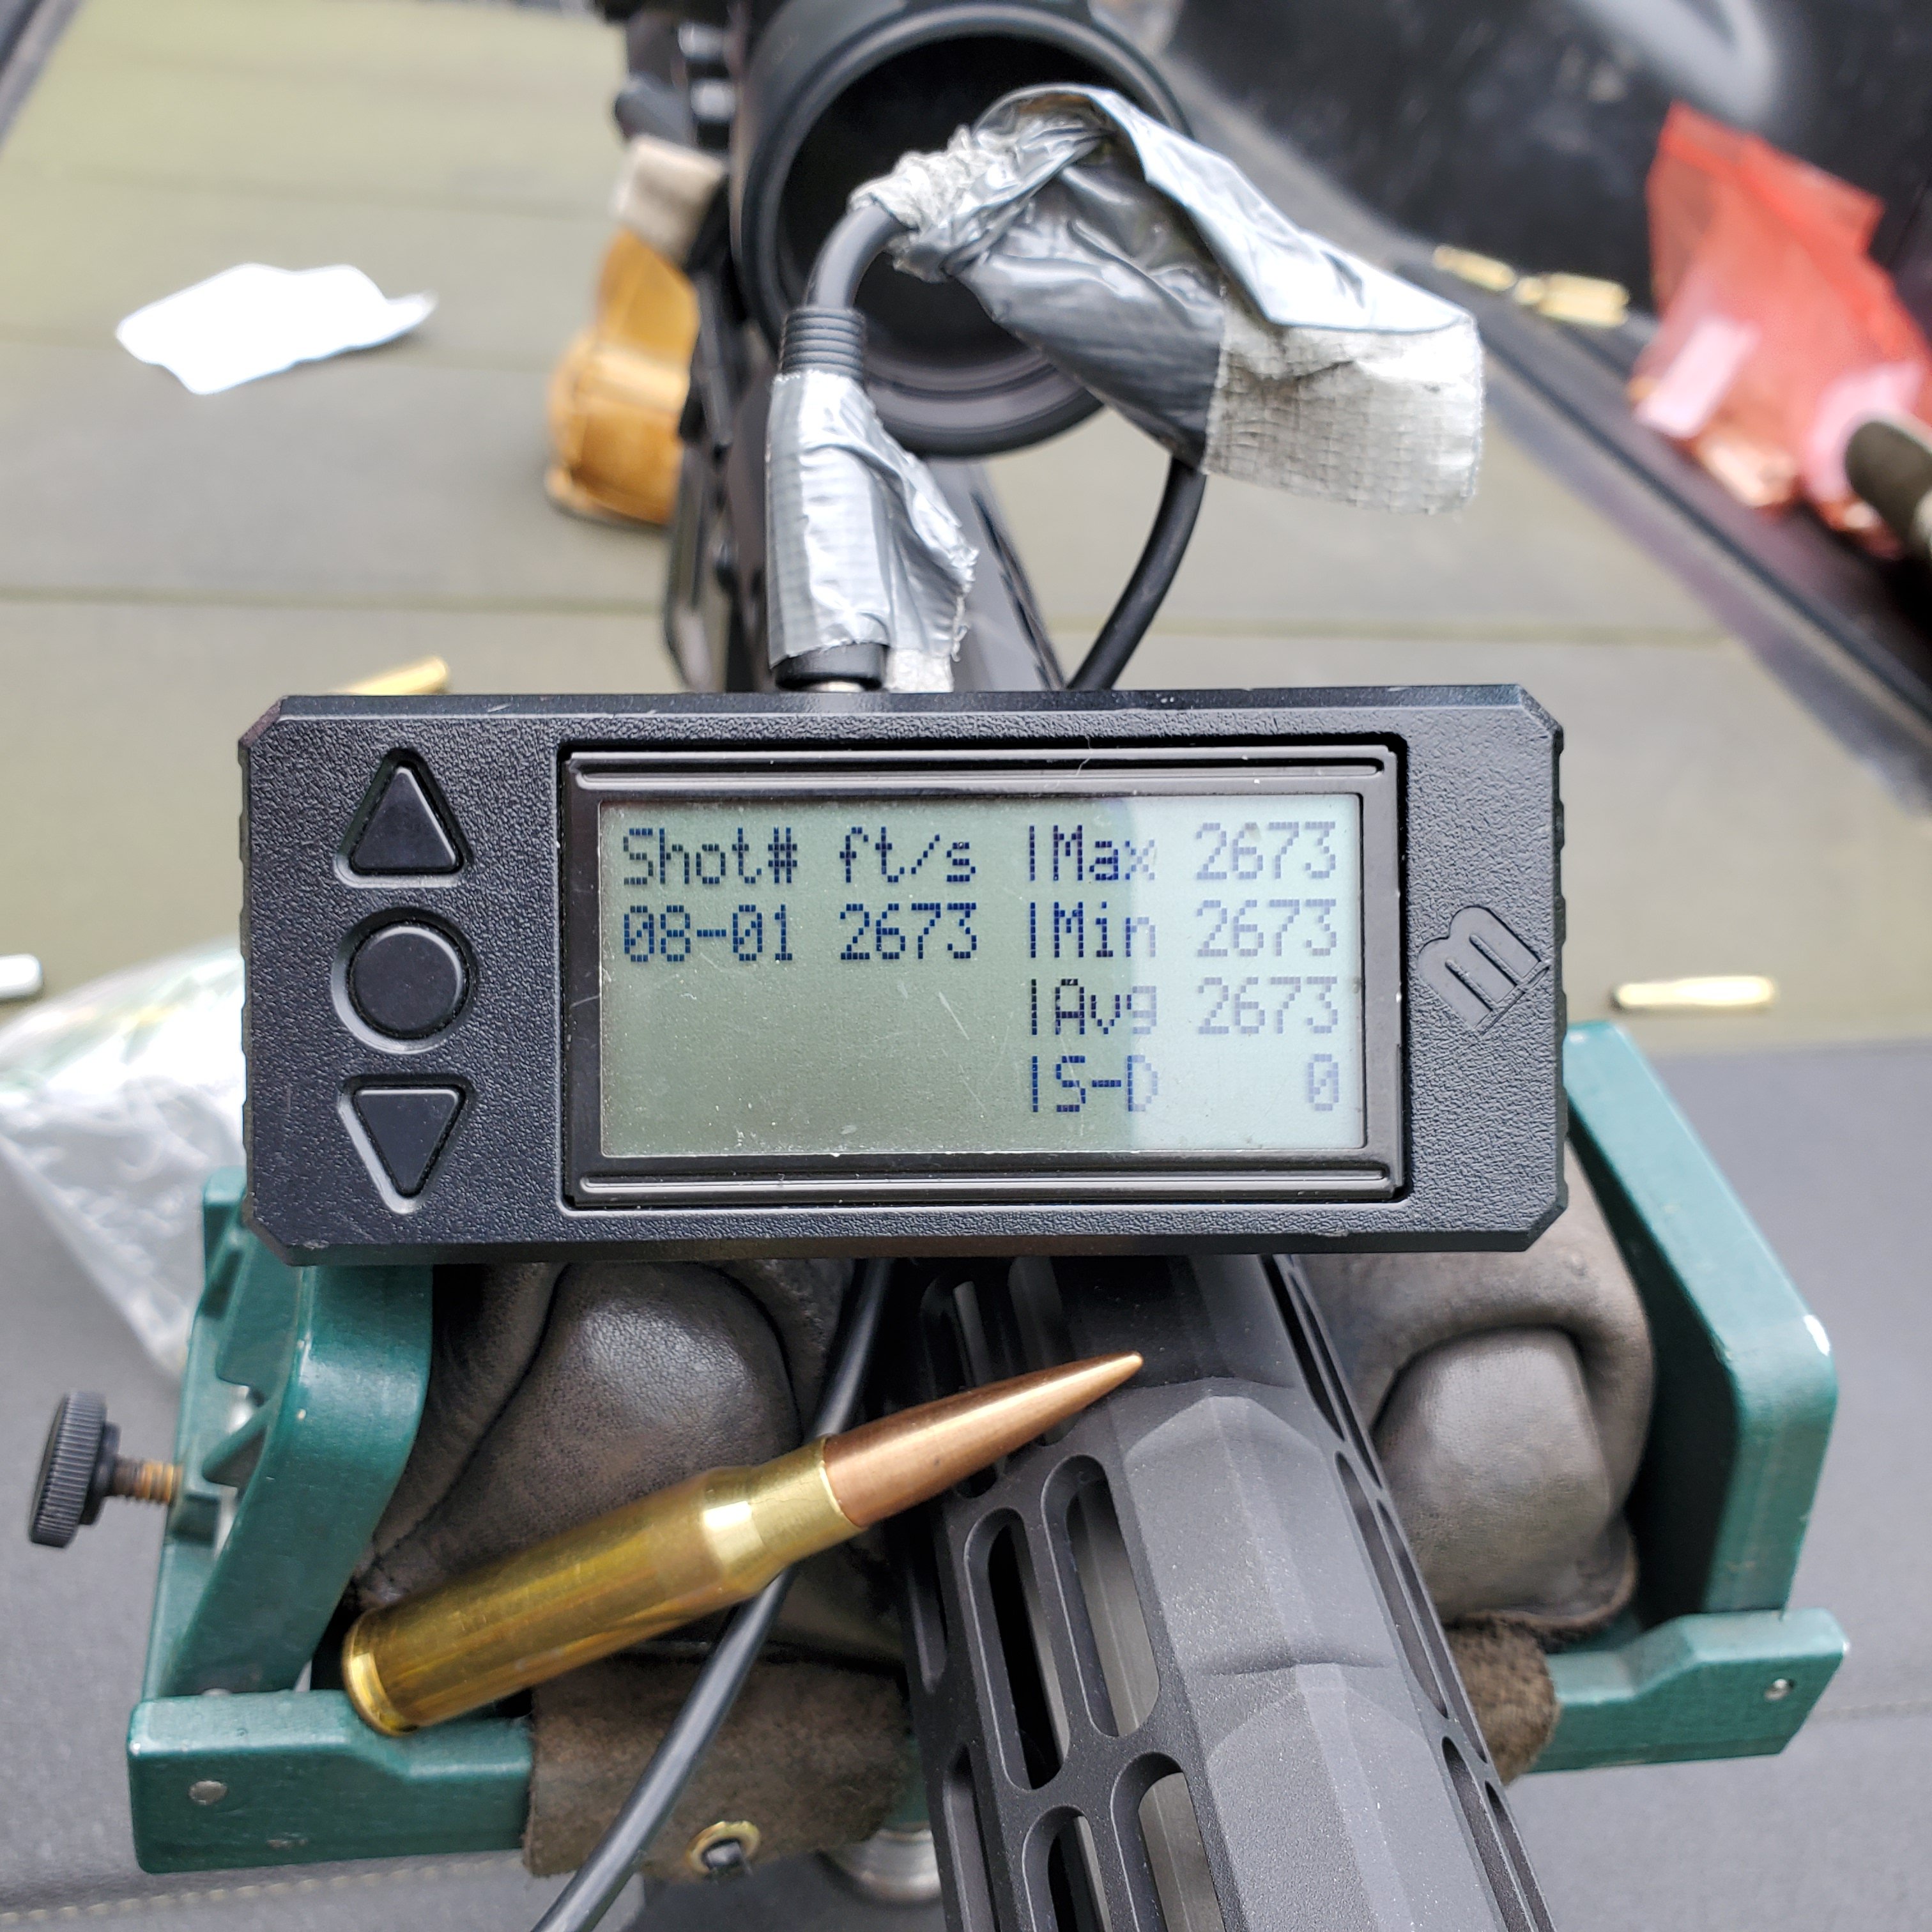 Shot# ft/s |Max 2673
08-01 2673 |Min 2673
|Avg 2673
|S-D 0